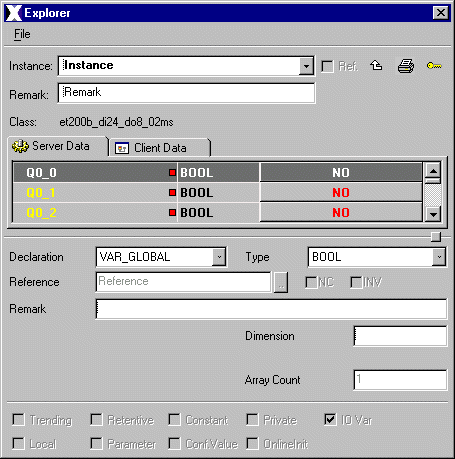 Explorer
File
Instance: Instance Ref.
Remark: Remark
Class: et200b_di24_do8_02ms
Server Data Client Data
Q0_0 BOOL NO
Q0_1 BOOL NO
Q0_2 BOOL NO
Declaration VAR_GLOBAL Type BOOL
Reference Reference ... NC INV
Remark
Dimension
Array Count 1
Trending Retentive Constant Private IO Var
Local Parameter Conf.Value OnlineInit